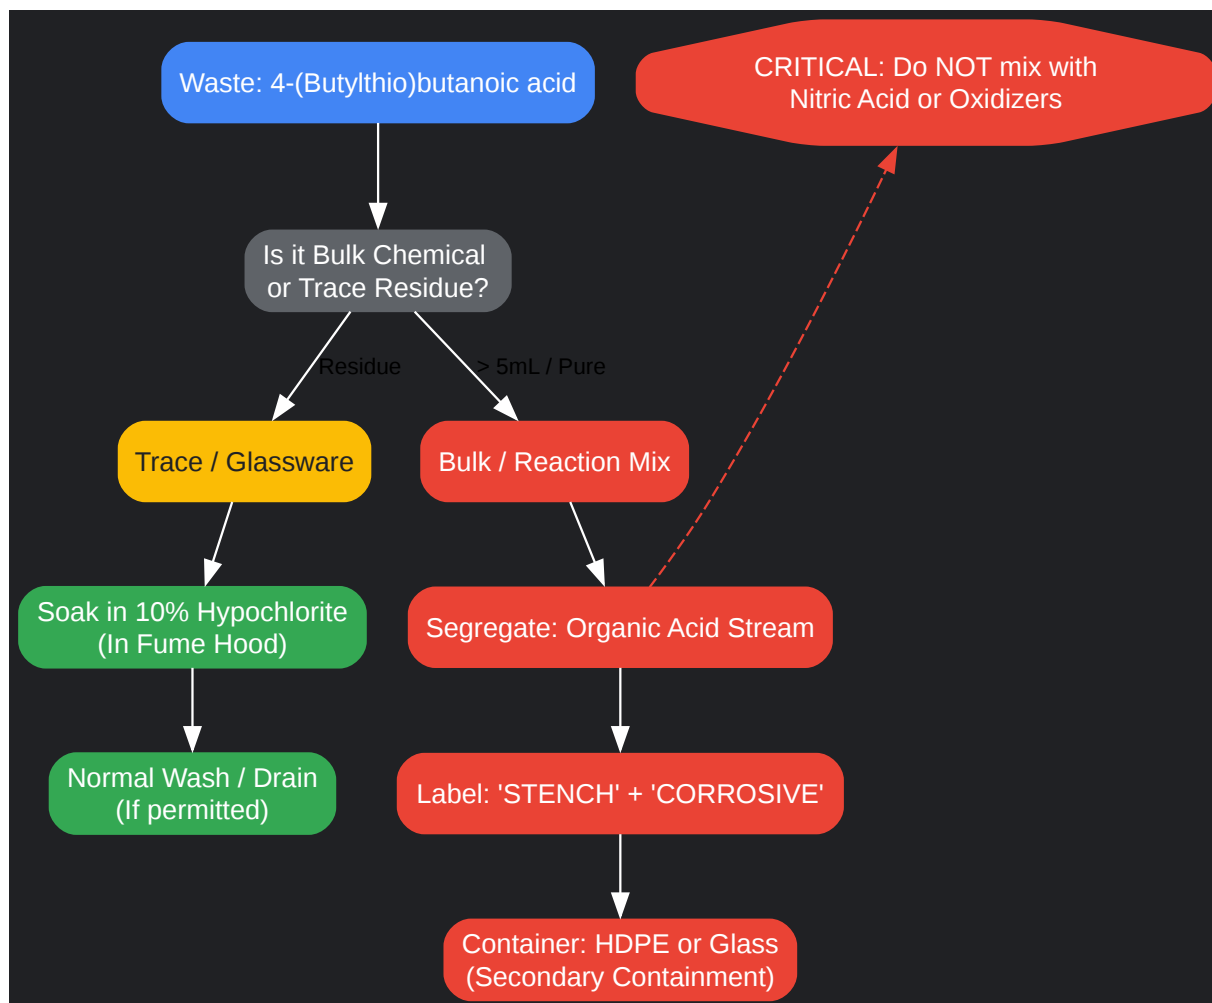 Waste: 4-(Butylthio)butanoic acid
CRITICAL: Do NOT mix with
Nitric Acid or Oxidizers
Is it Bulk Chemical
or Trace Residue?
Residue
> 5mL / Pure
Trace / Glassware
Bulk / Reaction Mix
Soak in 10% Hypochlorite
(In Fume Hood)
Segregate: Organic Acid Stream
Normal Wash / Drain
(If permitted)
Label: 'STENCH' + 'CORROSIVE'
Container: HDPE or Glass
(Secondary Containment)